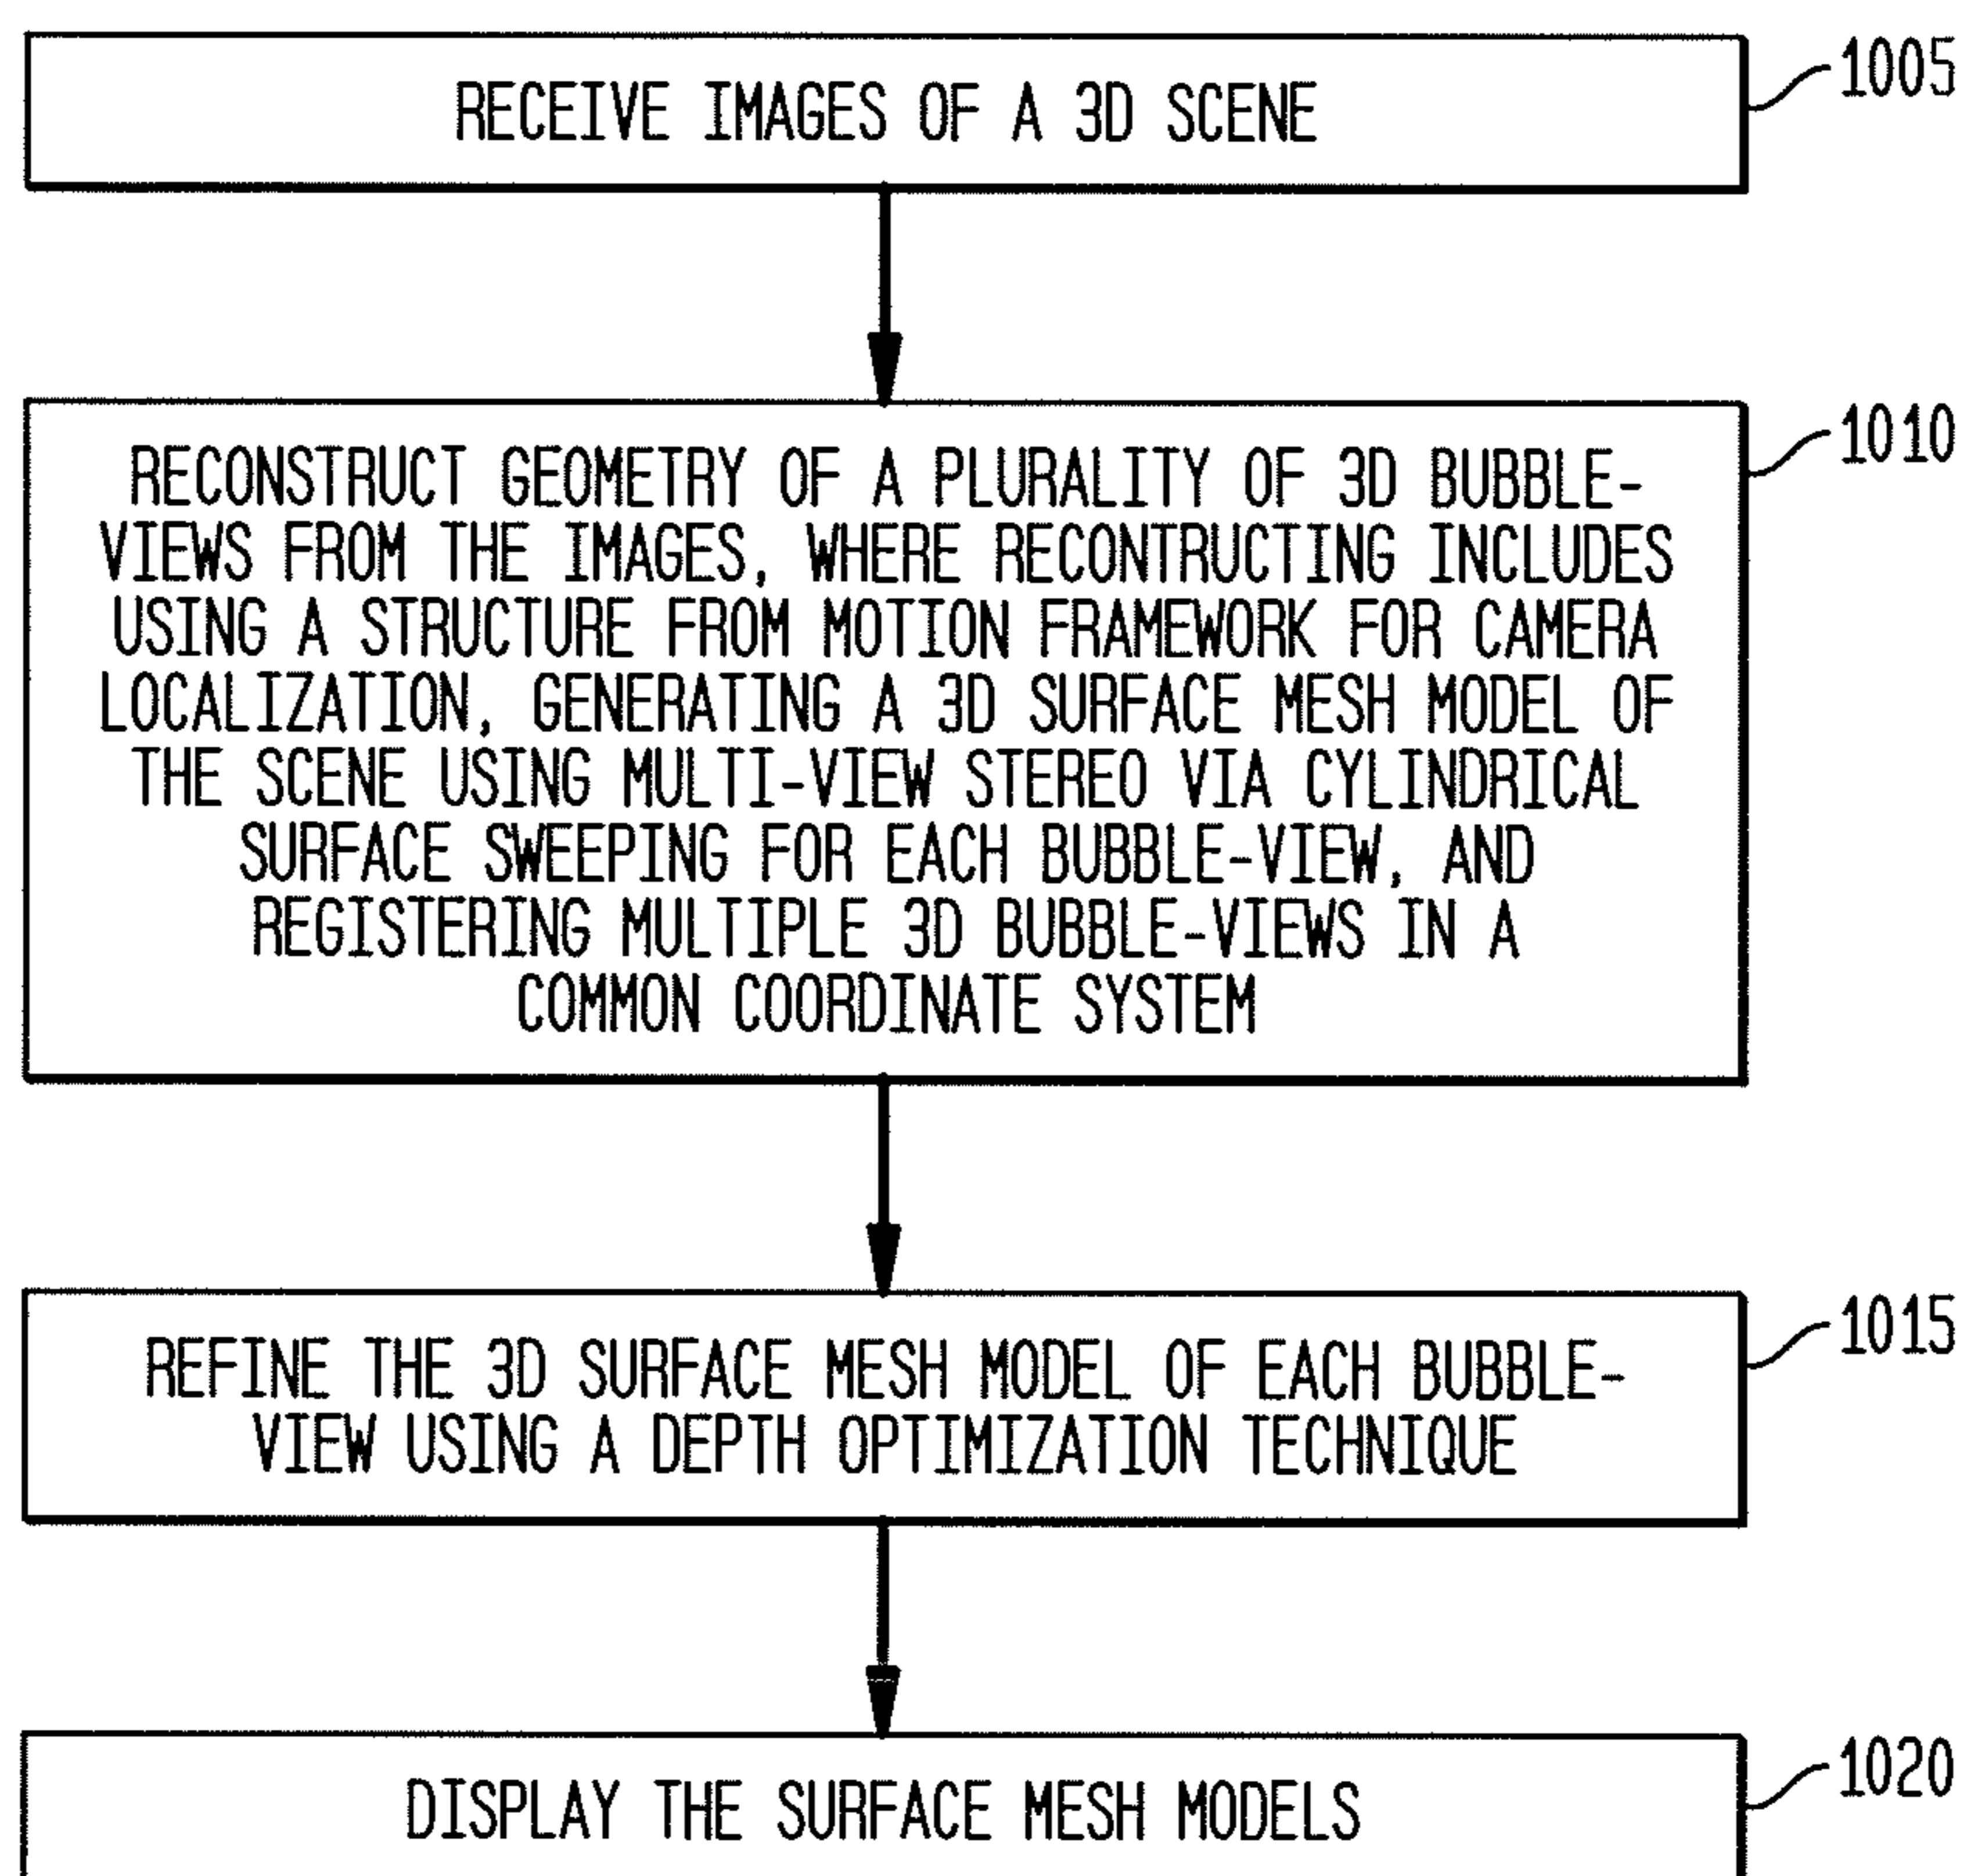 RECEIVE IMAGES OF A 3D SCENE
1005
RECONSTRUCT GEOMETRY OF A PLURALITY OF 3D BUBBLE-
VIEWS FROM THE IMAGES, WHERE RECONTRUCTING INCLUDES
USING A STRUCTURE FROM MOTION FRAMEWORK FOR CAMERA
LOCALIZATION, GENERATING A 3D SURFACE MESH MODEL OF
THE SCENE USING MULTI-VIEW STEREO VIA CYLINDRICAL
SURFACE SWEEPING FOR EACH BUBBLE-VIEW, AND
REGISTERING MULTIPLE 3D BUBBLE-VIEWS IN A
COMMON COORDINATE SYSTEM
1010
REFINE THE 3D SURFACE MESH MODEL OF EACH BUBBLE-
VIEW USING A DEPTH OPTIMIZATION TECHNIQUE
1015
DISPLAY THE SURFACE MESH MODELS
1020